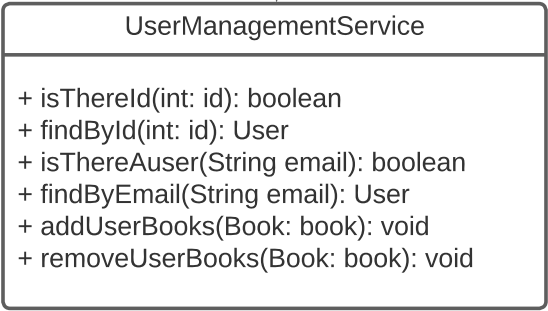 UserManagementService
+ isThereId(int: id): boolean
+ findById(int: id): User
+ isThereAuser(String email): boolean
+ findByEmail(String email): User
+ addUserBooks(Book: book): void
+ removeUserBooks(Book: book): void